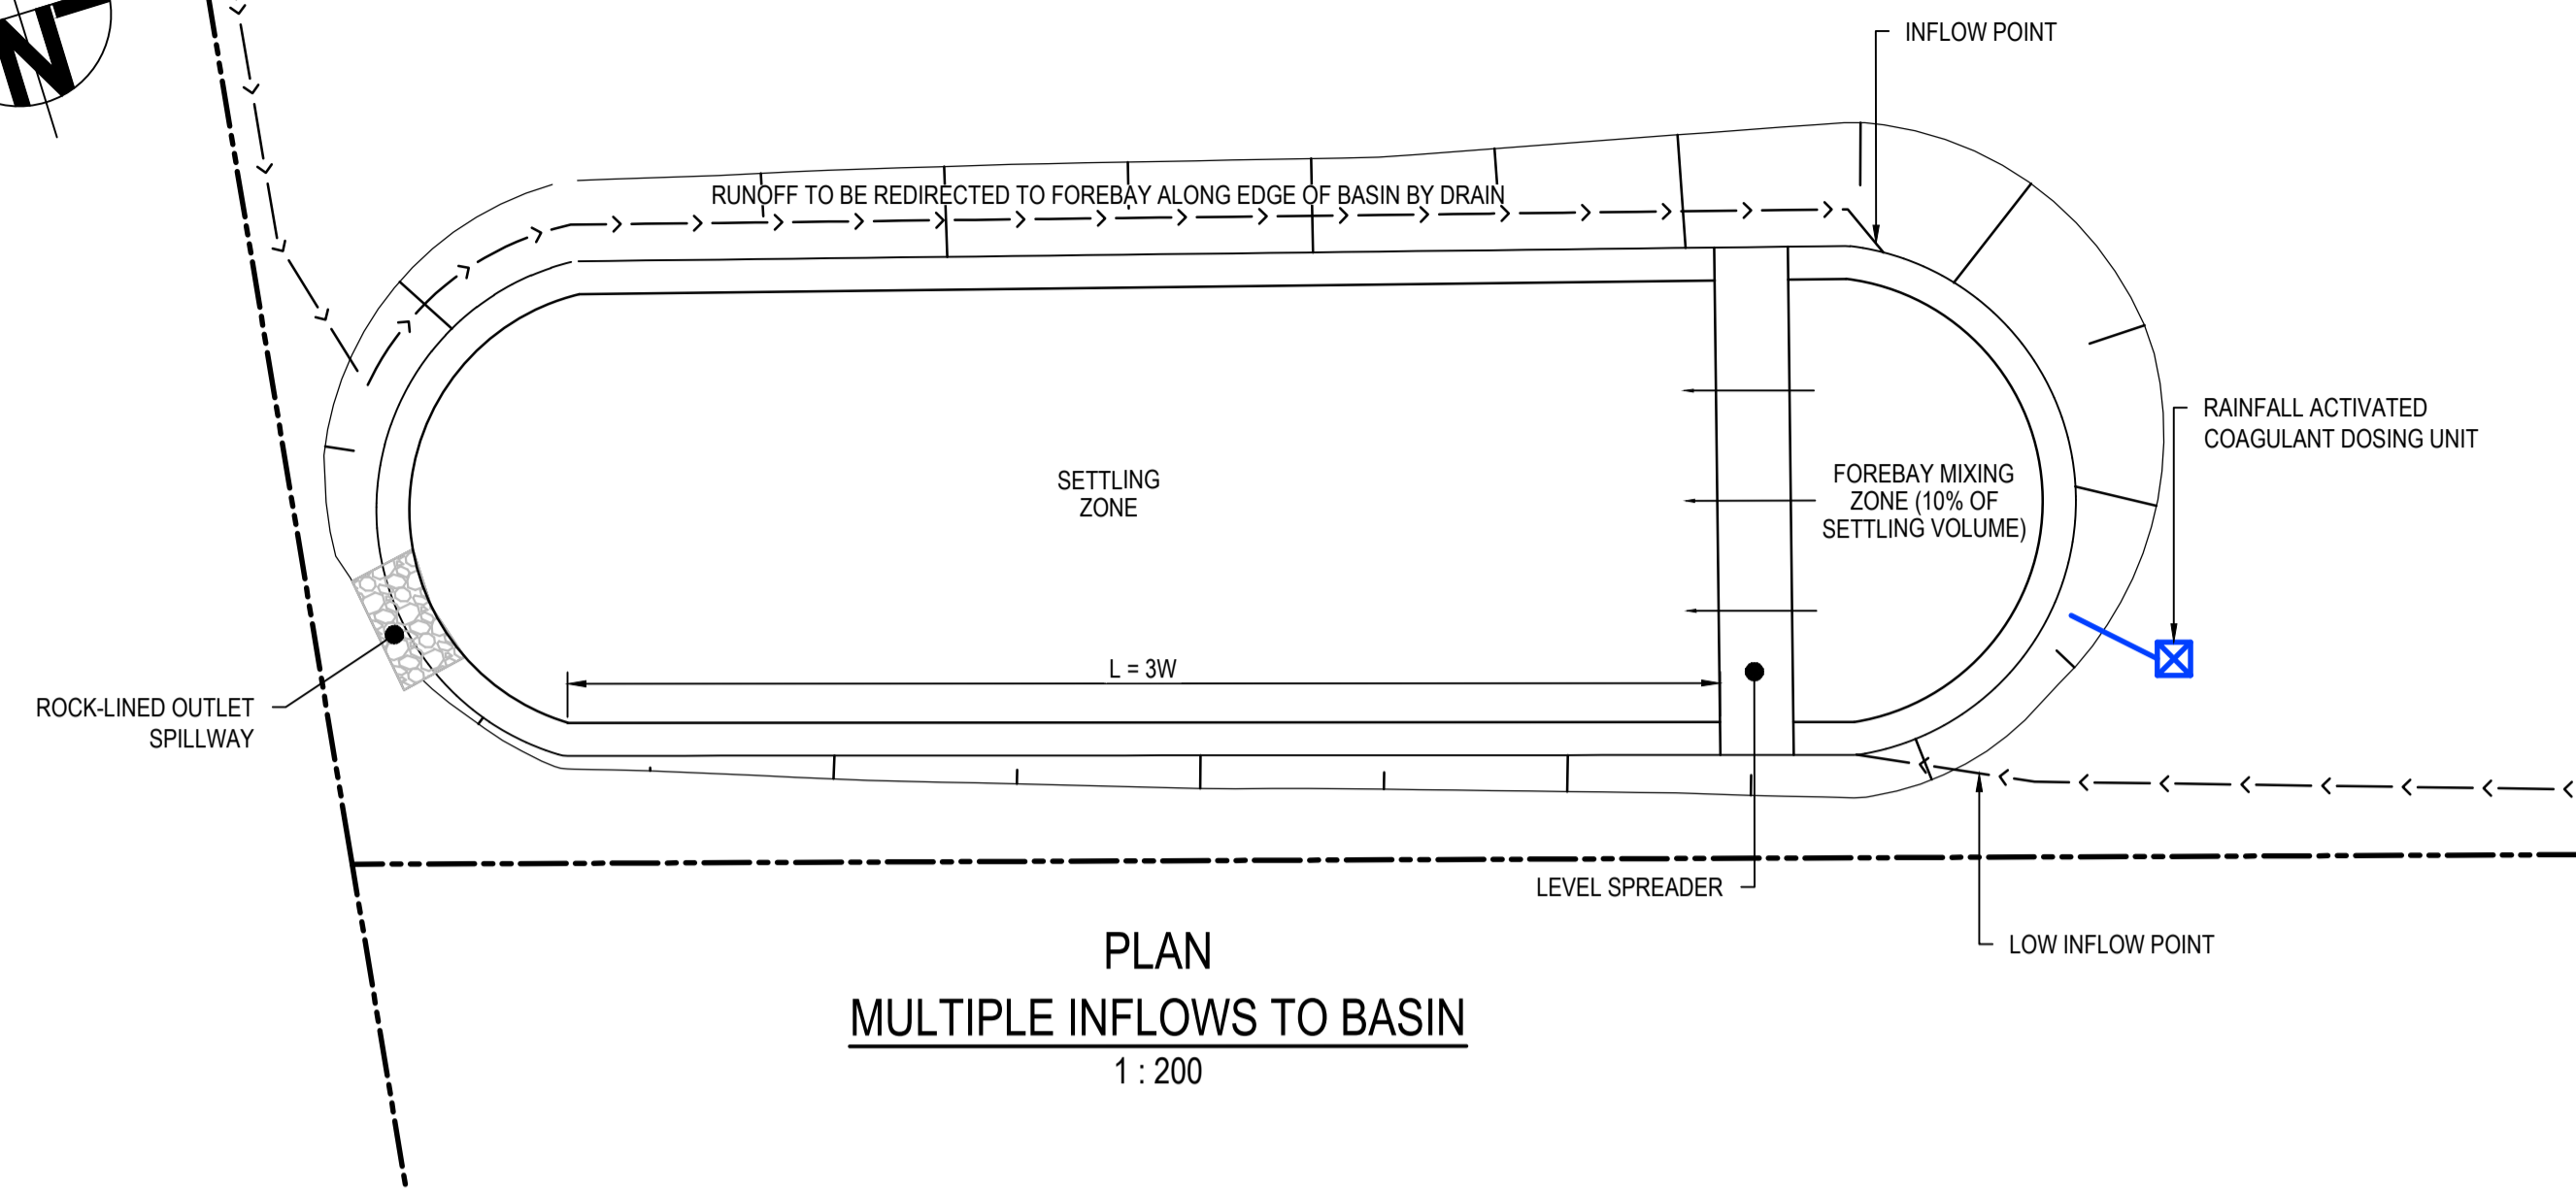 N
INFLOW POINT
RUNOFF TO BE REDIRECTED TO FOREBAY ALONG EDGE OF BASIN BY DRAIN
RAINFALL ACTIVATED
COAGULANT DOSING UNIT
SETTLING
ZONE
FOREBAY MIXING
ZONE (10% OF
SETTLING VOLUME)
L = 3W
ROCK-LINED OUTLET
SPILLWAY
LEVEL SPREADER
LOW INFLOW POINT
PLAN
MULTIPLE INFLOWS TO BASIN
1 : 200